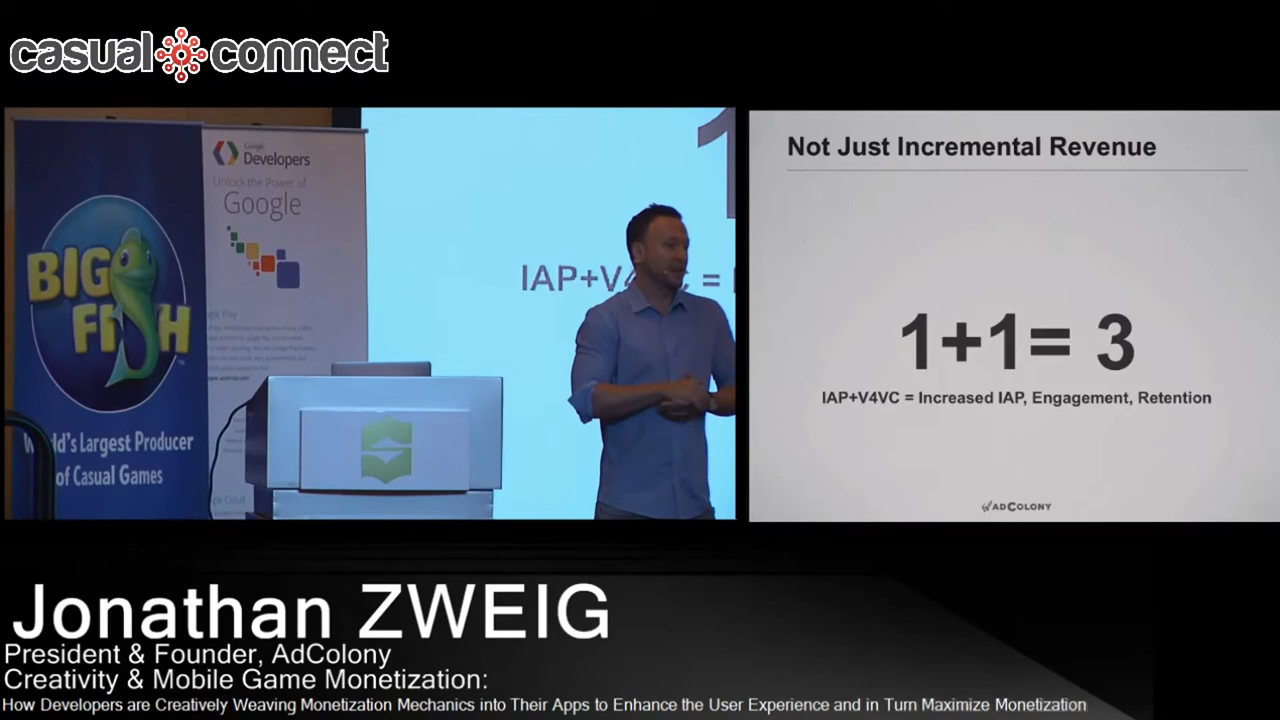 casual connect
Google
Developers
Unlock the Power of
Google
BIG
FISH
World's Largest Producer
of Casual Games
IAP+V4VC =
Not Just Incremental Revenue
1+1= 3
IAP+V4VC = Increased IAP, Engagement, Retention
ADCOLONY
Jonathan ZWEIG
President & Founder, AdColony
Creativity & Mobile Game Monetization:
How Developers are Creatively Weaving Monetization Mechanics into Their Apps to Enhance the User Experience and in Turn Maximize Monetization